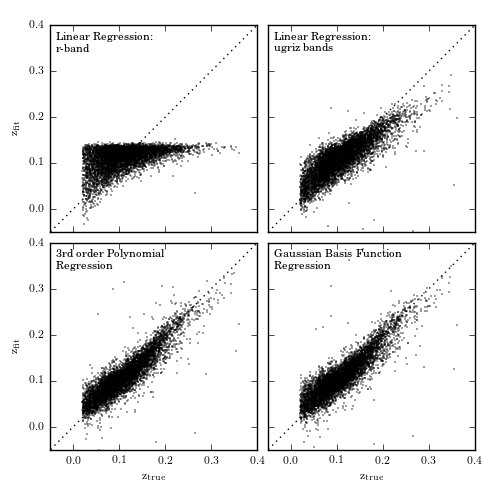 0.4
Linear Regression:
r-band
Linear Regression:
ugriz bands
0.3
0.2
z_fit
0.1
0.0
0.4
3rd order Polynomial
Regression
Gaussian Basis Function
Regression
0.3
0.2
z_fit
0.1
0.0
0.0 0.1 0.2 0.3 0.4 0.0 0.1 0.2 0.3 0.4
z_true z_true